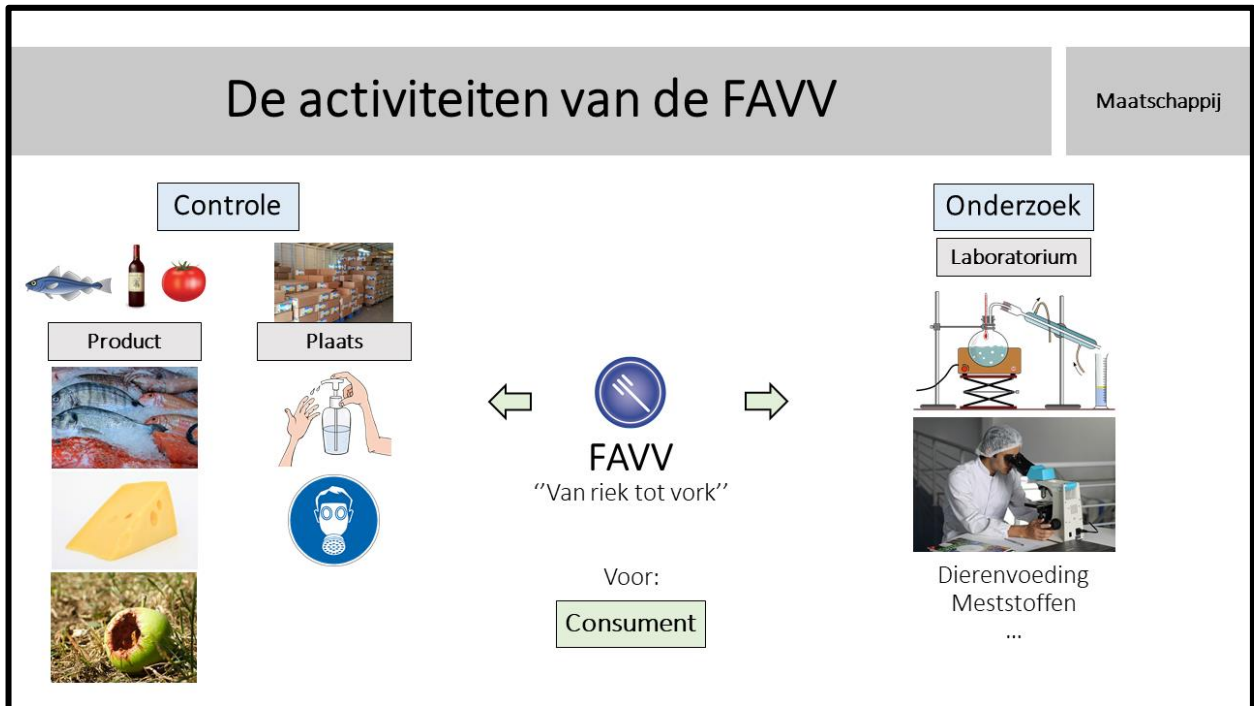 De activiteiten van de FAVV
Maatschappij
Controle
Product
Plaats
FAVV
‘’Van riek tot vork’’
Voor:
Consument
Onderzoek
Laboratorium
Dierenvoeding
Meststoffen
...